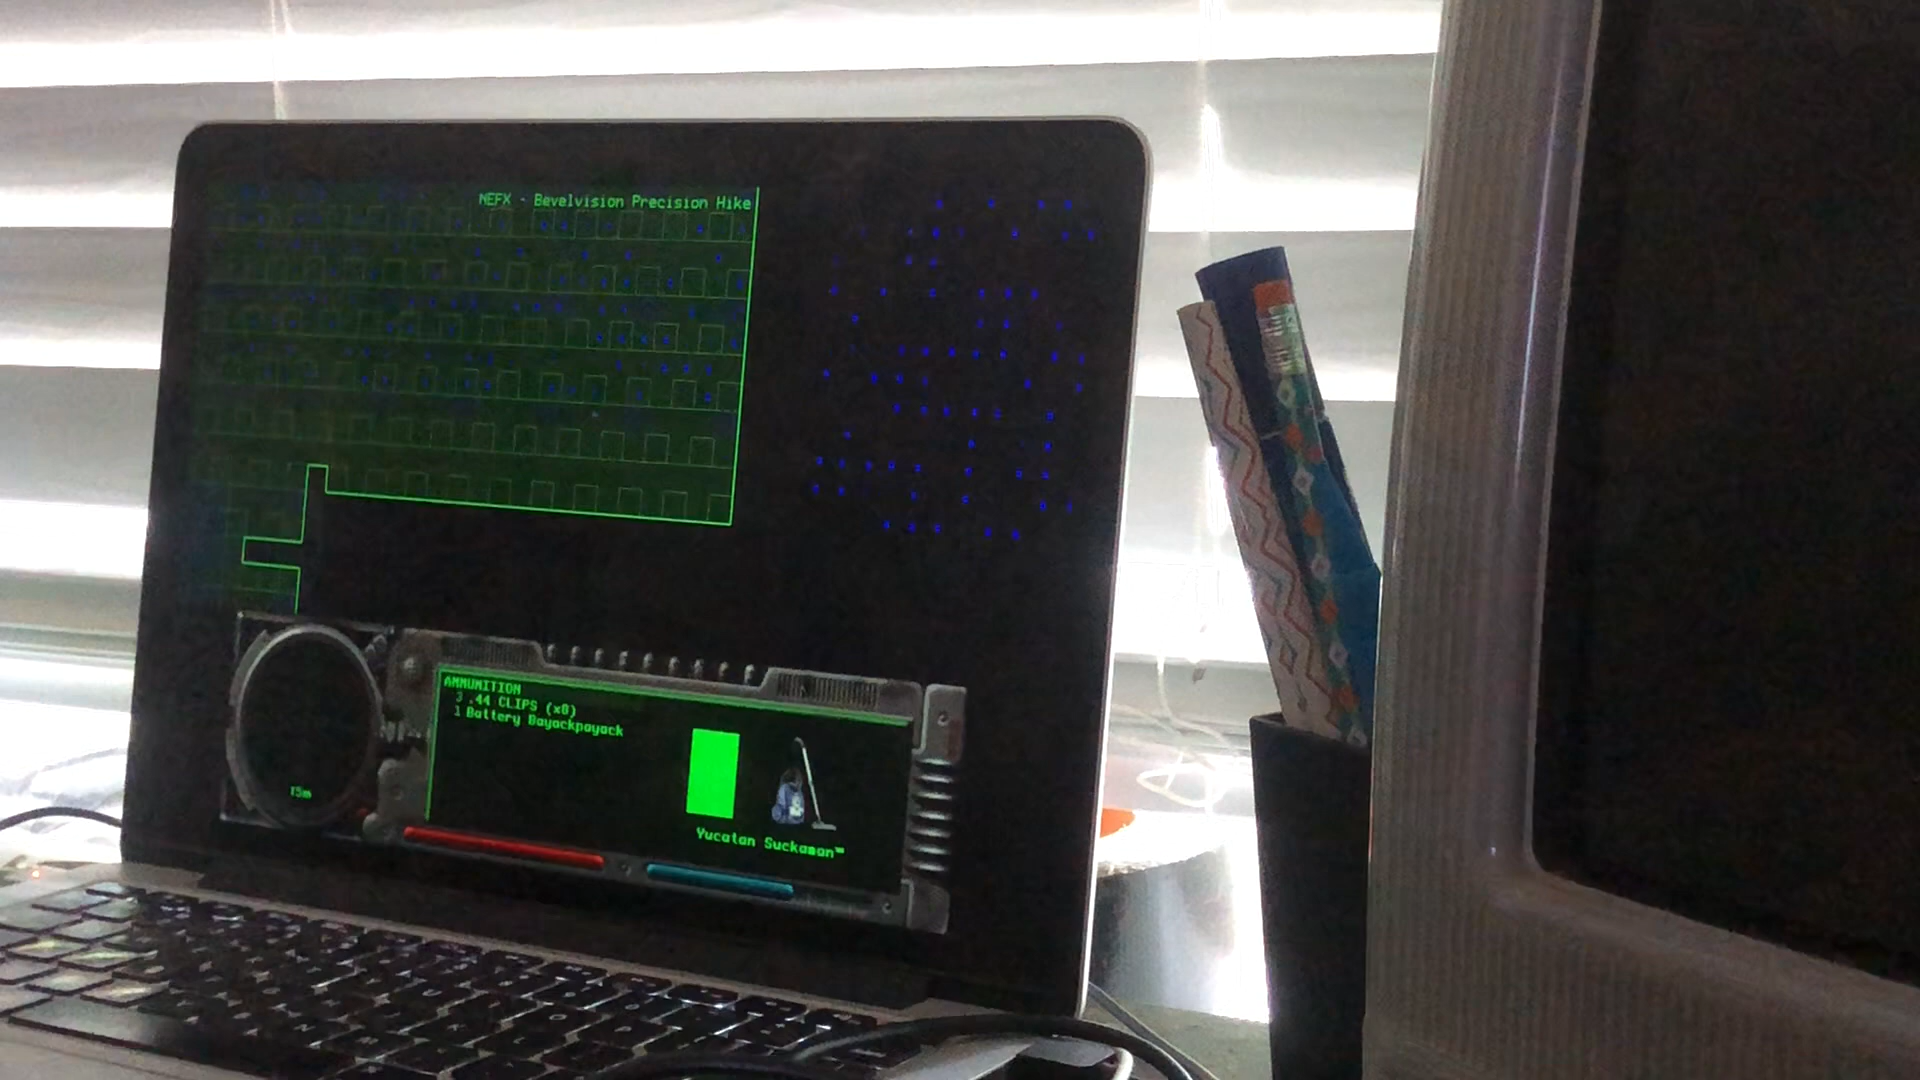 NEFX - Bevelvision Precision Hike
AMMUNITION
3 .44 CLIPS (x8)
1 Battery Bayackpayack
15m
Yucatan Suckaman™